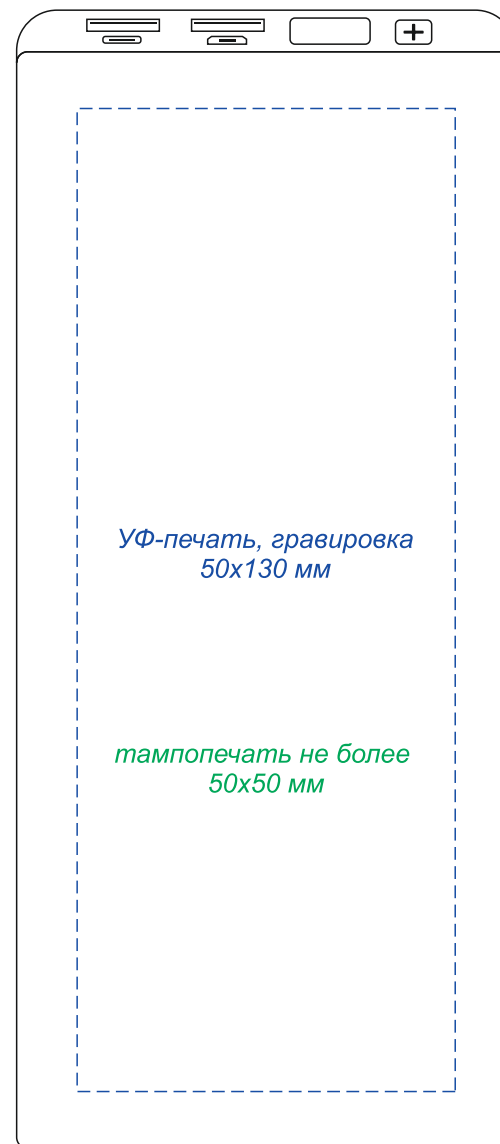 УФ-печать, гравировка
50х130 мм
тампопечать не более
50х50 мм